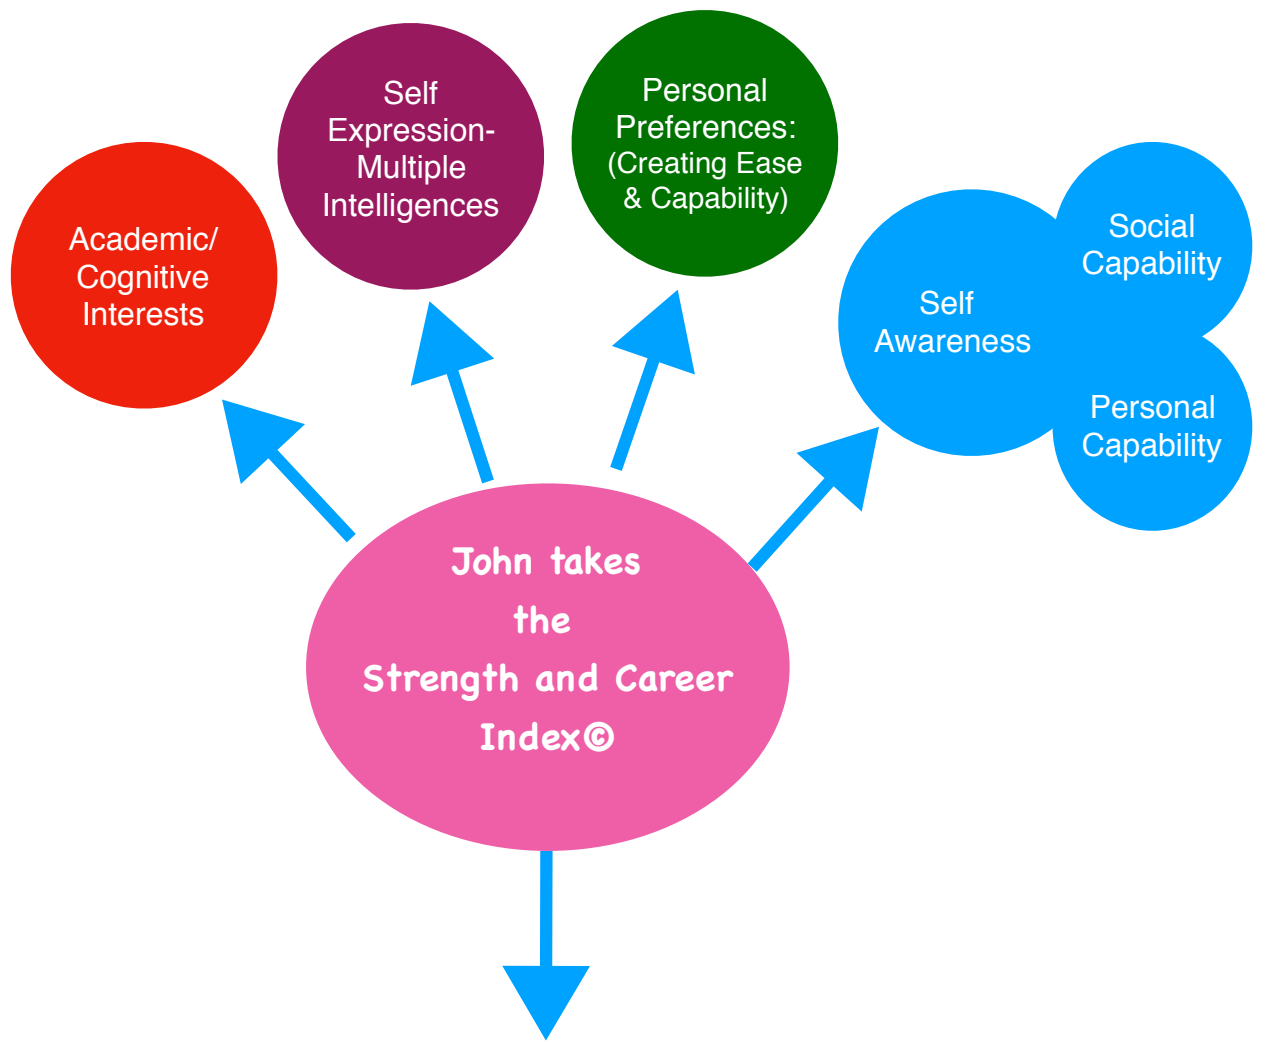 Academic/
Cognitive
Interests
Self
Expression-
Multiple
Intelligences
Personal
Preferences:
(Creating Ease
& Capability)
Self
Awareness
Social
Capability
Personal
Capability
John takes
the
Strength and Career
Index©